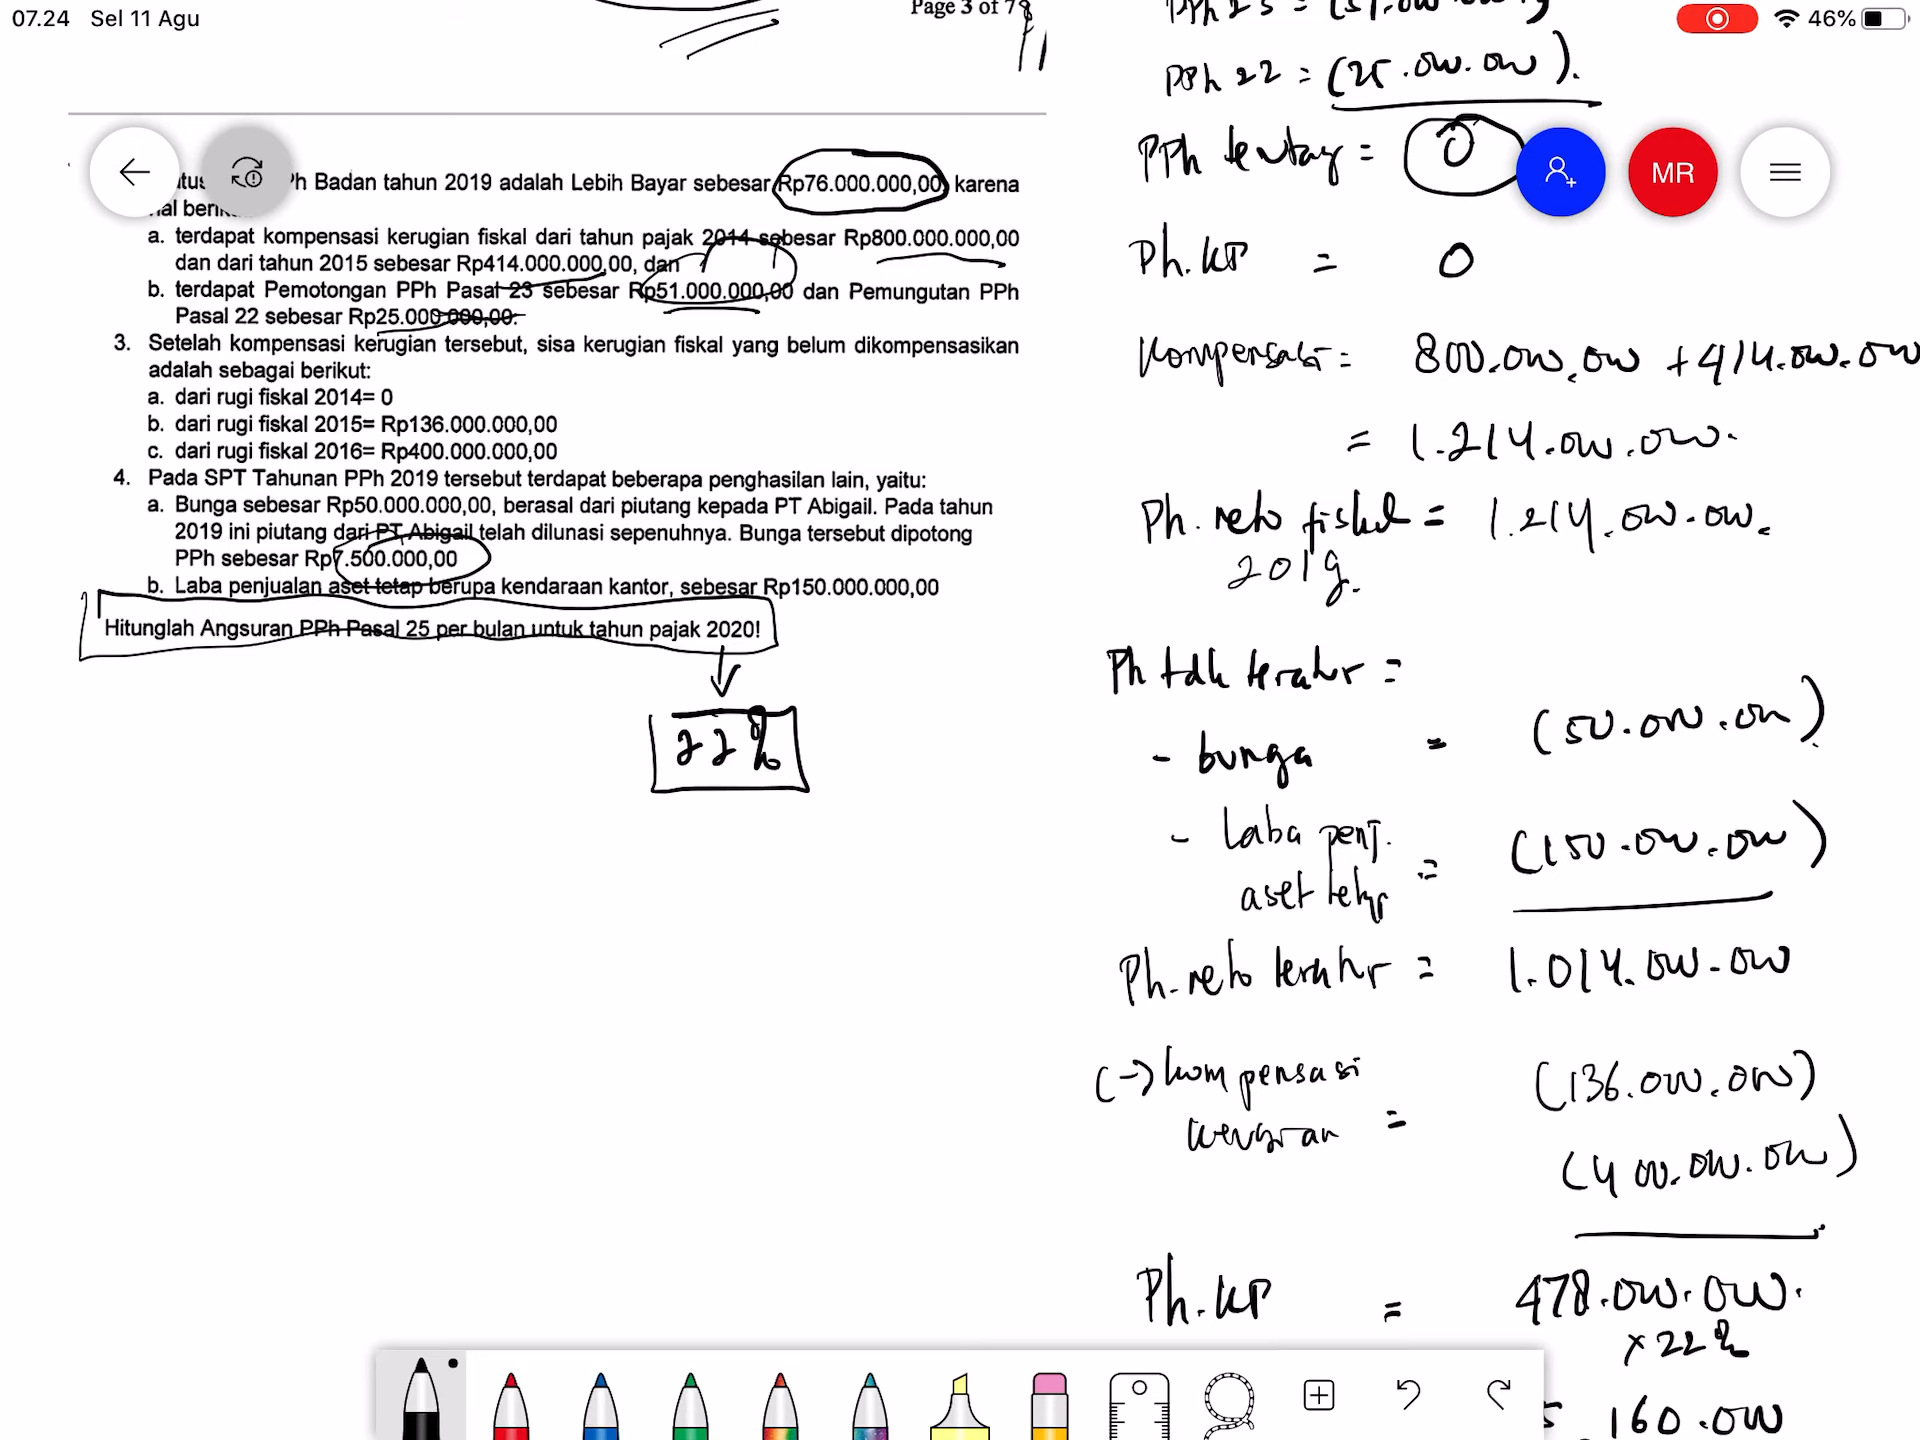 07.24 Sel 11 Agu
46%
Page 3 of 7
h Badan tahun 2019 adalah Lebih Bayar sebesar Rp76.000.000,00 karena
a. terdapat kompensasi kerugian fiskal dari tahun pajak 2014 sebesar Rp800.000.000,00
dan dari tahun 2015 sebesar Rp414.000.000,00, dan
b. terdapat Pemotongan PPh Pasal 23 sebesar Rp51.000.000,00 dan Pemungutan PPh
Pasal 22 sebesar Rp25.000.000,00.
3. Setelah kompensasi kerugian tersebut, sisa kerugian fiskal yang belum dikompensasikan
adalah sebagai berikut:
a. dari rugi fiskal 2014= 0
b. dari rugi fiskal 2015= Rp136.000.000,00
c. dari rugi fiskal 2016= Rp400.000.000,00
4. Pada SPT Tahunan PPh 2019 tersebut terdapat beberapa penghasilan lain, yaitu:
a. Bunga sebesar Rp50.000.000,00, berasal dari piutang kepada PT Abigail. Pada tahun
2019 ini piutang dari PT Abigail telah dilunasi sepenuhnya. Bunga tersebut dipotong
PPh sebesar Rp7.500.000,00
b. Laba penjualan aset tetap berupa kendaraan kantor, sebesar Rp150.000.000,00
Hitunglah Angsuran PPh Pasal 25 per bulan untuk tahun pajak 2020!
22%
PPh 22 = (25.000.000).
PPh terutang = 0
MR
Ph.KP = 0
Kompensasi = 800.000.000 + 414.000.000
= 1.214.000.000.
Ph. neto fiskal = 1.214.000.000.
2019.
Ph tdk teratur =
- bunga = (50.000.000)
- Laba penj.
aset tetap = (150.000.000)
Ph. neto teratur = 1.014.000.000
(-) kompensasi (136.000.000)
kerugian =
(400.000.000)
Ph.KP = 478.000.000.
x 22%
160.000